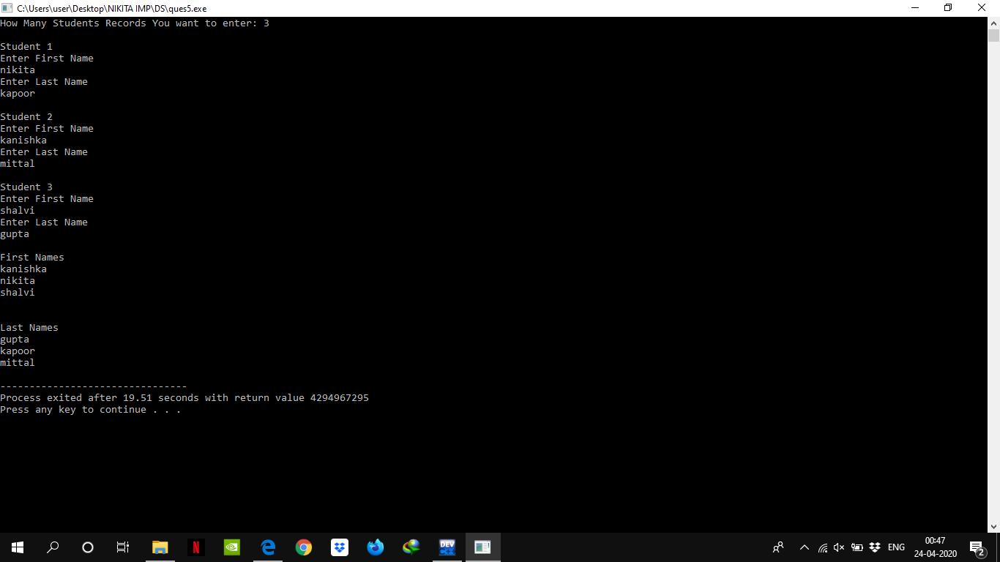 C:\Users\user\Desktop\NIKITA IMP\DS\ques5.exe
How Many Students Records You want to enter: 3
Student 1
Enter First Name
nikita
Enter Last Name
kapoor
Student 2
Enter First Name
kanishka
Enter Last Name
mittal
Student 3
Enter First Name
shalvi
Enter Last Name
gupta
First Names
kanishka
nikita
shalvi
Last Names
gupta
kapoor
mittal
--------------------------------
Process exited after 19.51 seconds with return value 4294967295
Press any key to continue . . .
N
DEV
C++
ENG
00:47
24-04-2020
2